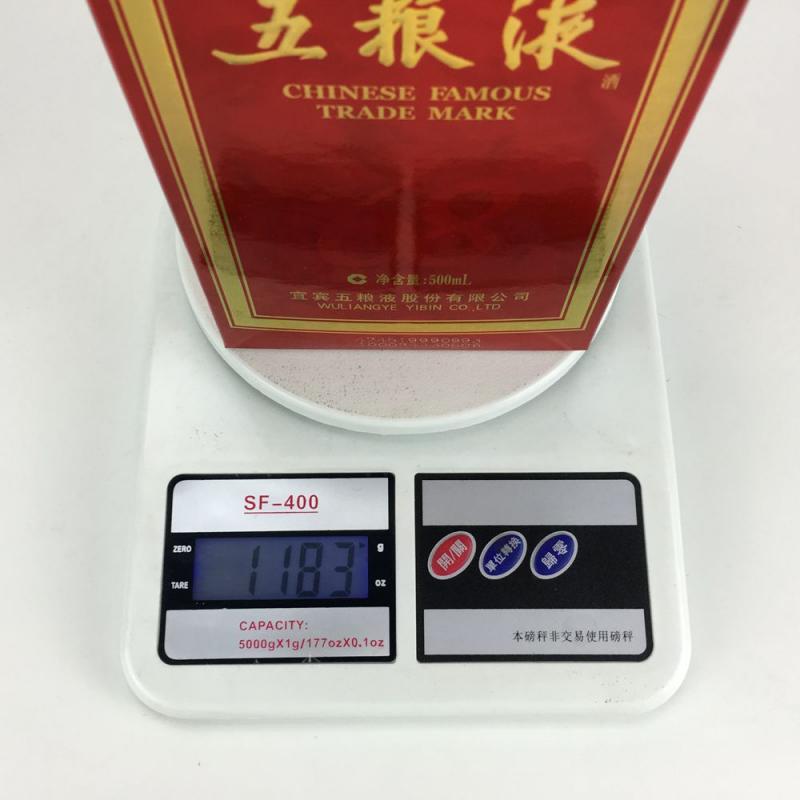 五粮液
酒
CHINESE FAMOUS
TRADE MARK
净含量:500mL
宜宾五粮液股份有限公司
WULIANGYE YIBIN CO.,LTD
SF-400
ZERO
1183
g
TARE
oz
CAPACITY:
5000gX1g/177ozX0.1oz
開/關
單位轉換
歸零
本磅秤非交易使用磅秤